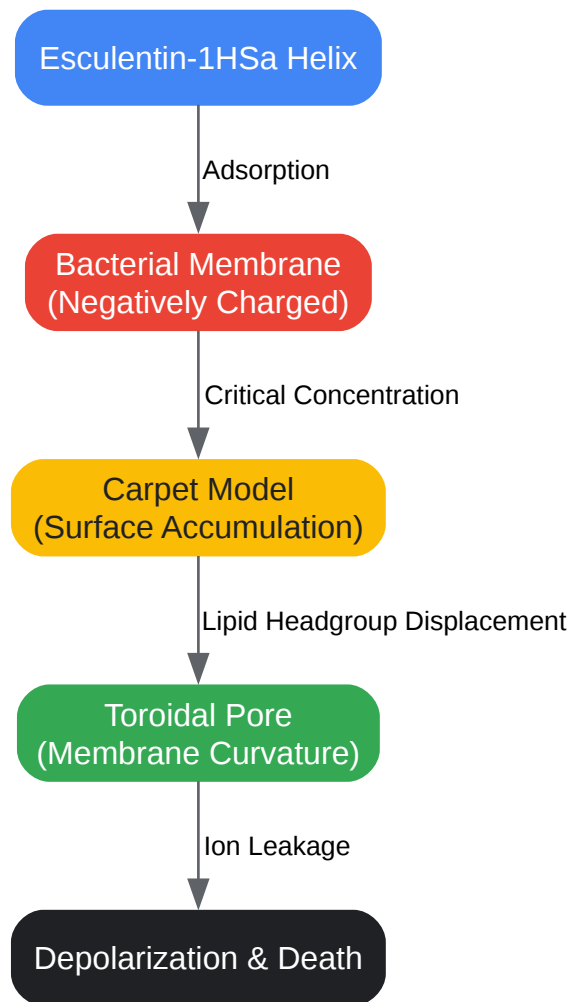 Esculentin-1HSa Helix
Adsorption
Bacterial Membrane
(Negatively Charged)
Critical Concentration
Carpet Model
(Surface Accumulation)
Lipid Headgroup Displacement
Toroidal Pore
(Membrane Curvature)
Ion Leakage
Depolarization & Death